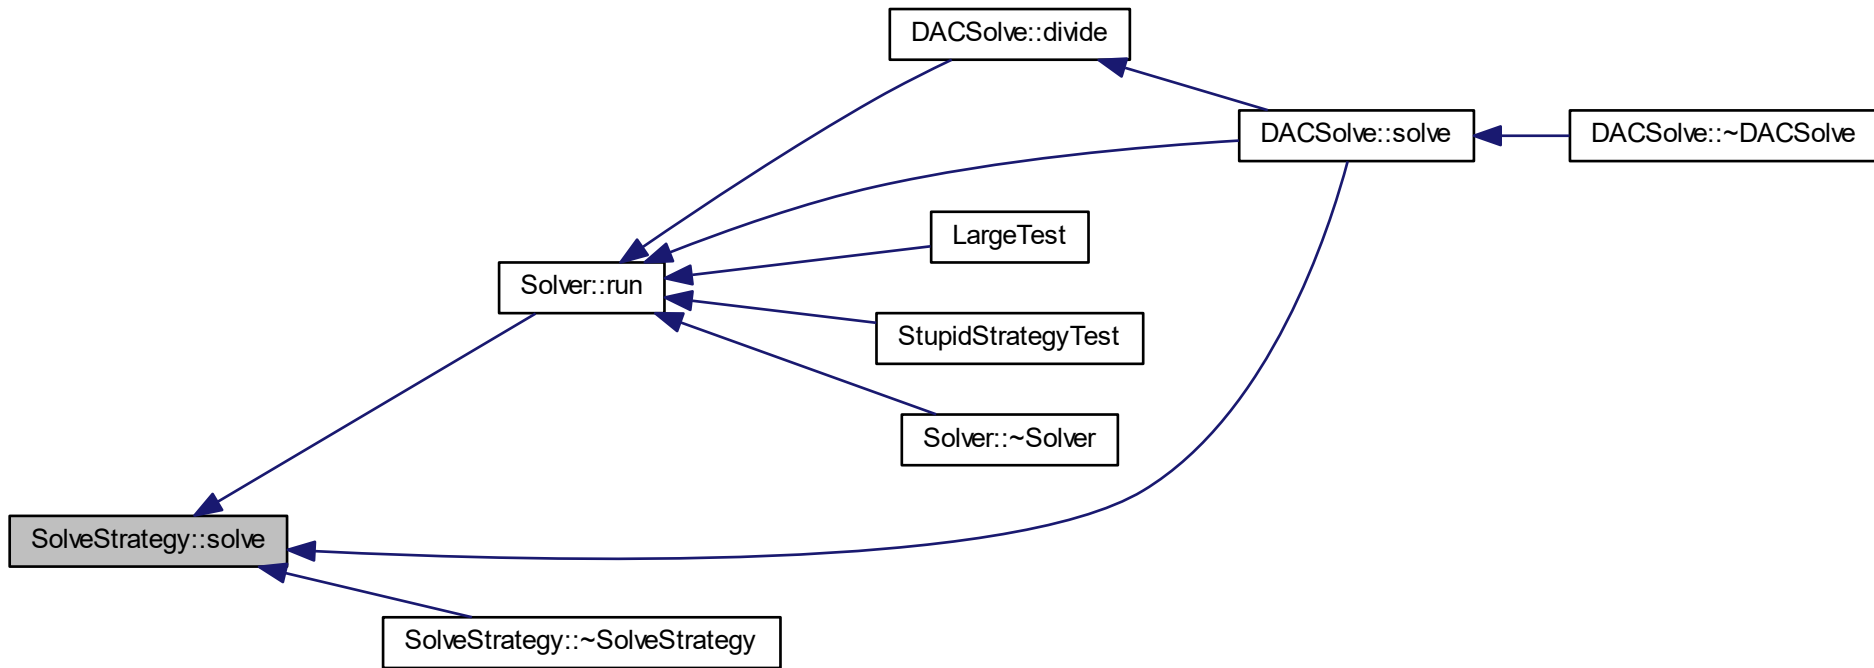 DACSolve::divide
DACSolve::solve
DACSolve::~DACSolve
LargeTest
Solver::run
StupidStrategyTest
Solver::~Solver
SolveStrategy::solve
SolveStrategy::~SolveStrategy